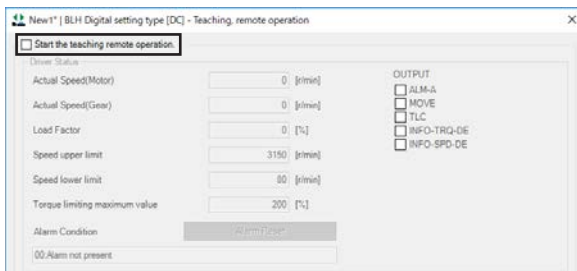 New1* | BLH Digital setting type [DC] - Teaching, remote operation
Start the teaching remote operation.
Driver Status
Actual Speed(Motor) 0 [r/min]
Actual Speed(Gear) 0 [r/min]
Load Factor 0 [%]
Speed upper limit 3150 [r/min]
Speed lower limit 80 [r/min]
Torque limiting maximum value 200 [%]
Alarm Condition Alarm Reset
00:Alarm not present
OUTPUT
ALM-A
MOVE
TLC
INFO-TRQ-DE
INFO-SPD-DE